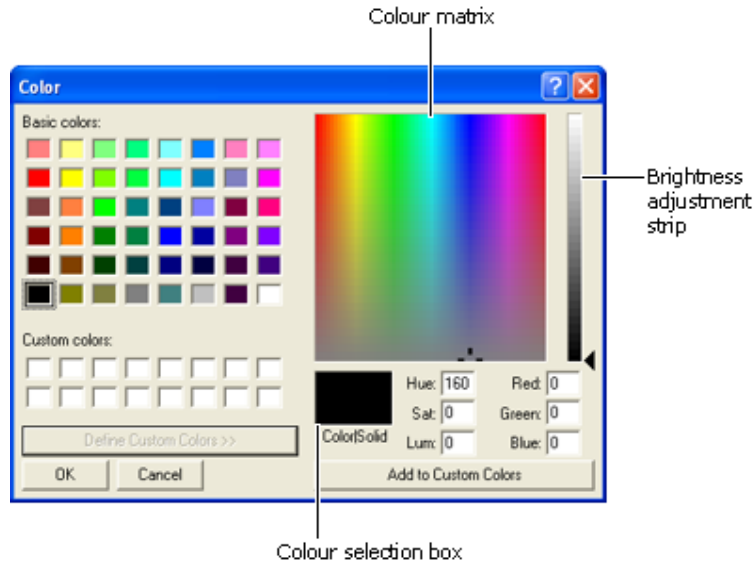 Colour matrix
Color
?
Basic colors:
Brightness
adjustment
strip
Custom colors:
Hue: 160 Red: 0
Sat: 0 Green: 0
Color|Solid Lum: 0 Blue: 0
Define Custom Colors >>
OK Cancel Add to Custom Colors
Colour selection box